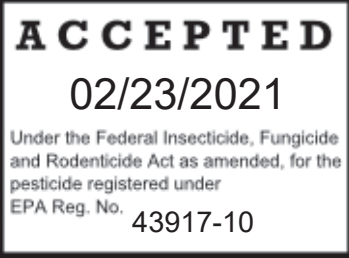 ACCEPTED
02/23/2021
Under the Federal Insecticide, Fungicide
and Rodenticide Act as amended, for the
pesticide registered under
EPA Reg. No. 43917-10